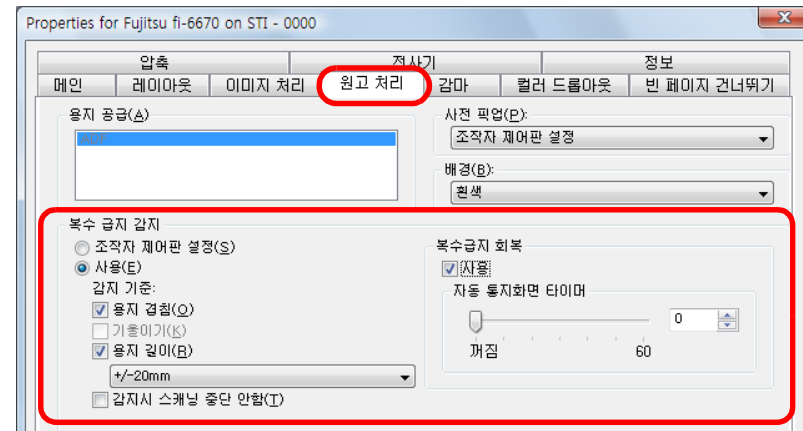 Properties for Fujitsu fi-6670 on STI - 0000
압축 전사기 정보
메인 레이아웃 이미지 처리 원고 처리 감마 컬러 드롭아웃 빈 페이지 건너뛰기
용지 공급(A)
ADF
사전 픽업(P):
조작자 제어판 설정
배경(B):
흰색
복수 급지 감지
조작자 제어판 설정(S)
사용(E)
감지 기준:
용지 겹침(O)
기울이기(K)
용지 길이(R)
+/-20mm
감지시 스캐닝 중단 안함(T)
복수급지 회복
사용
자동 통지화면 타이머
0
꺼짐 60